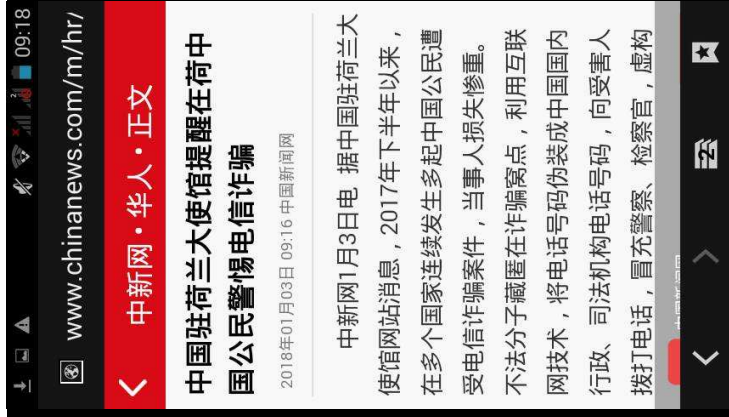 09:18
www.chinanews.com/m/hr/
中新网·华人·正文
中国驻荷兰大使馆提醒在荷中
国公民警惕电信诈骗
2018年01月03日 09:16 中国新闻网
中新网1月3日电 据中国驻荷兰大
使馆网站消息，2017年下半年以来，
在多个国家连续发生多起中国公民遭
受电信诈骗案件，当事人损失惨重。
不法分子藏匿在诈骗窝点，利用互联
网技术，将电话号码伪装成中国国内
行政、司法机构电话号码，向受害人
拨打电话，冒充警察、检察官，虚构
2